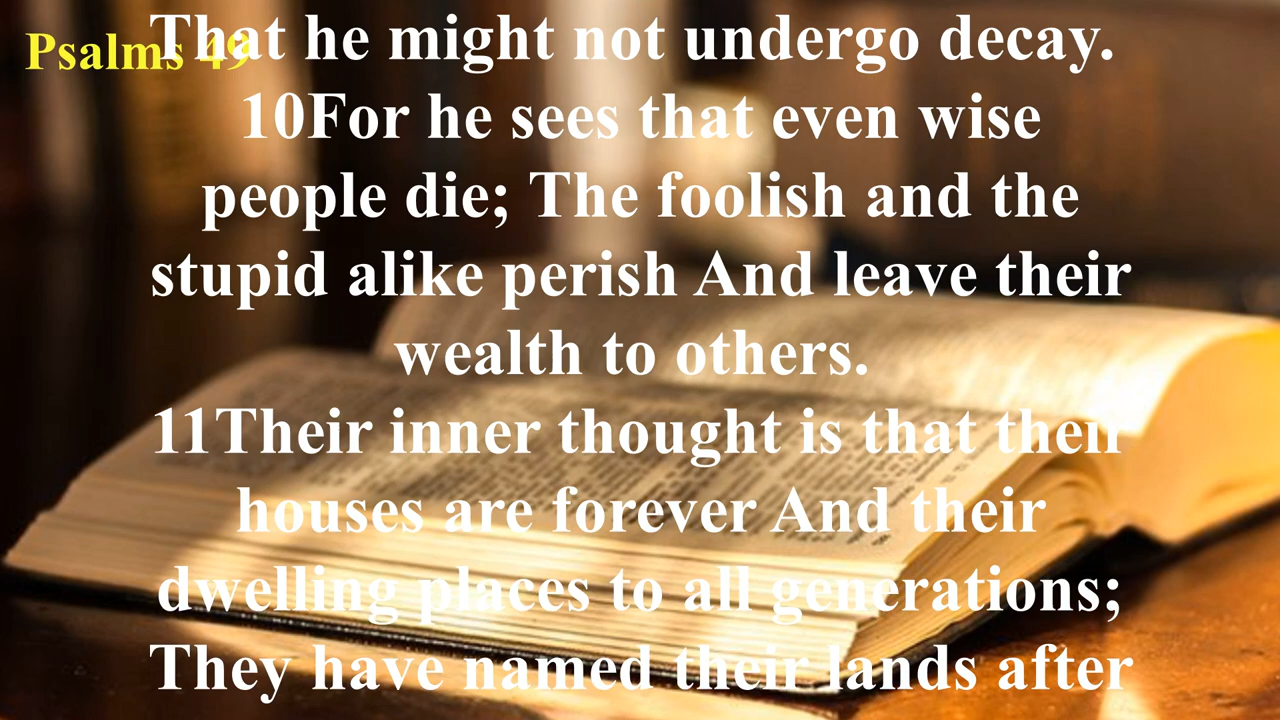 Psalms 49
That he might not undergo decay.
10For he sees that even wise
people die; The foolish and the
stupid alike perish And leave their
wealth to others.
11Their inner thought is that their
houses are forever And their
dwelling places to all generations;
They have named their lands after